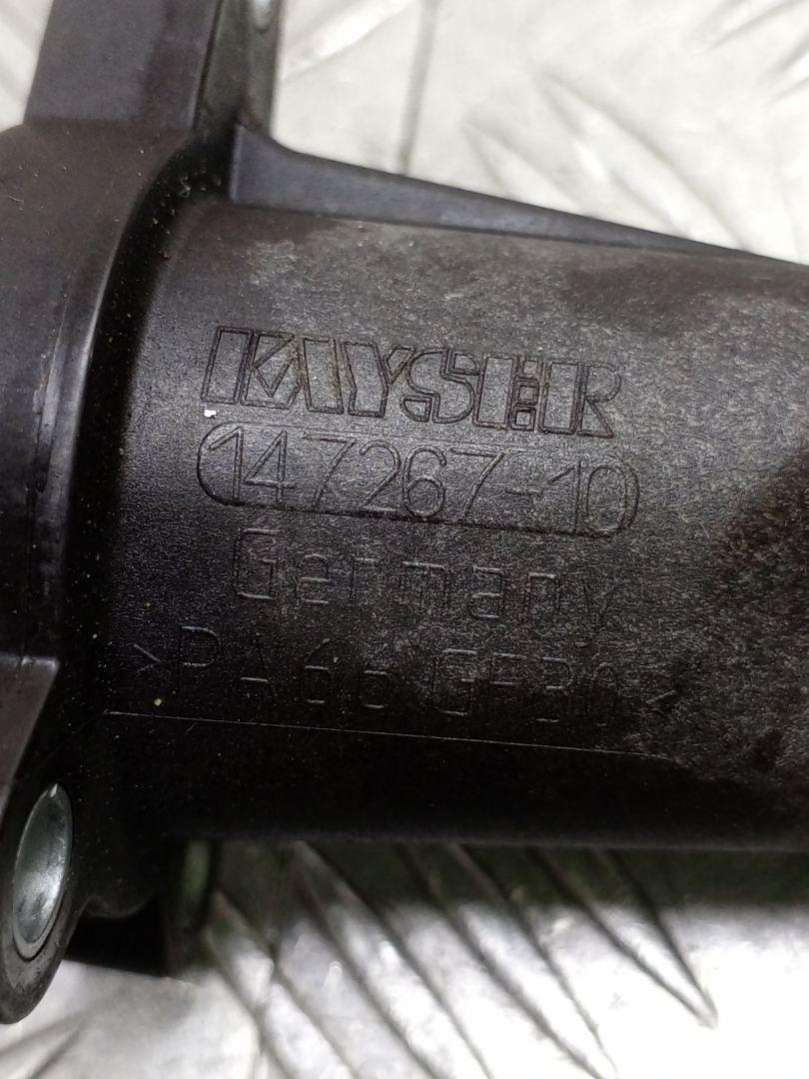 KAYSER
147267-10
Germany
>PA66 GF30<